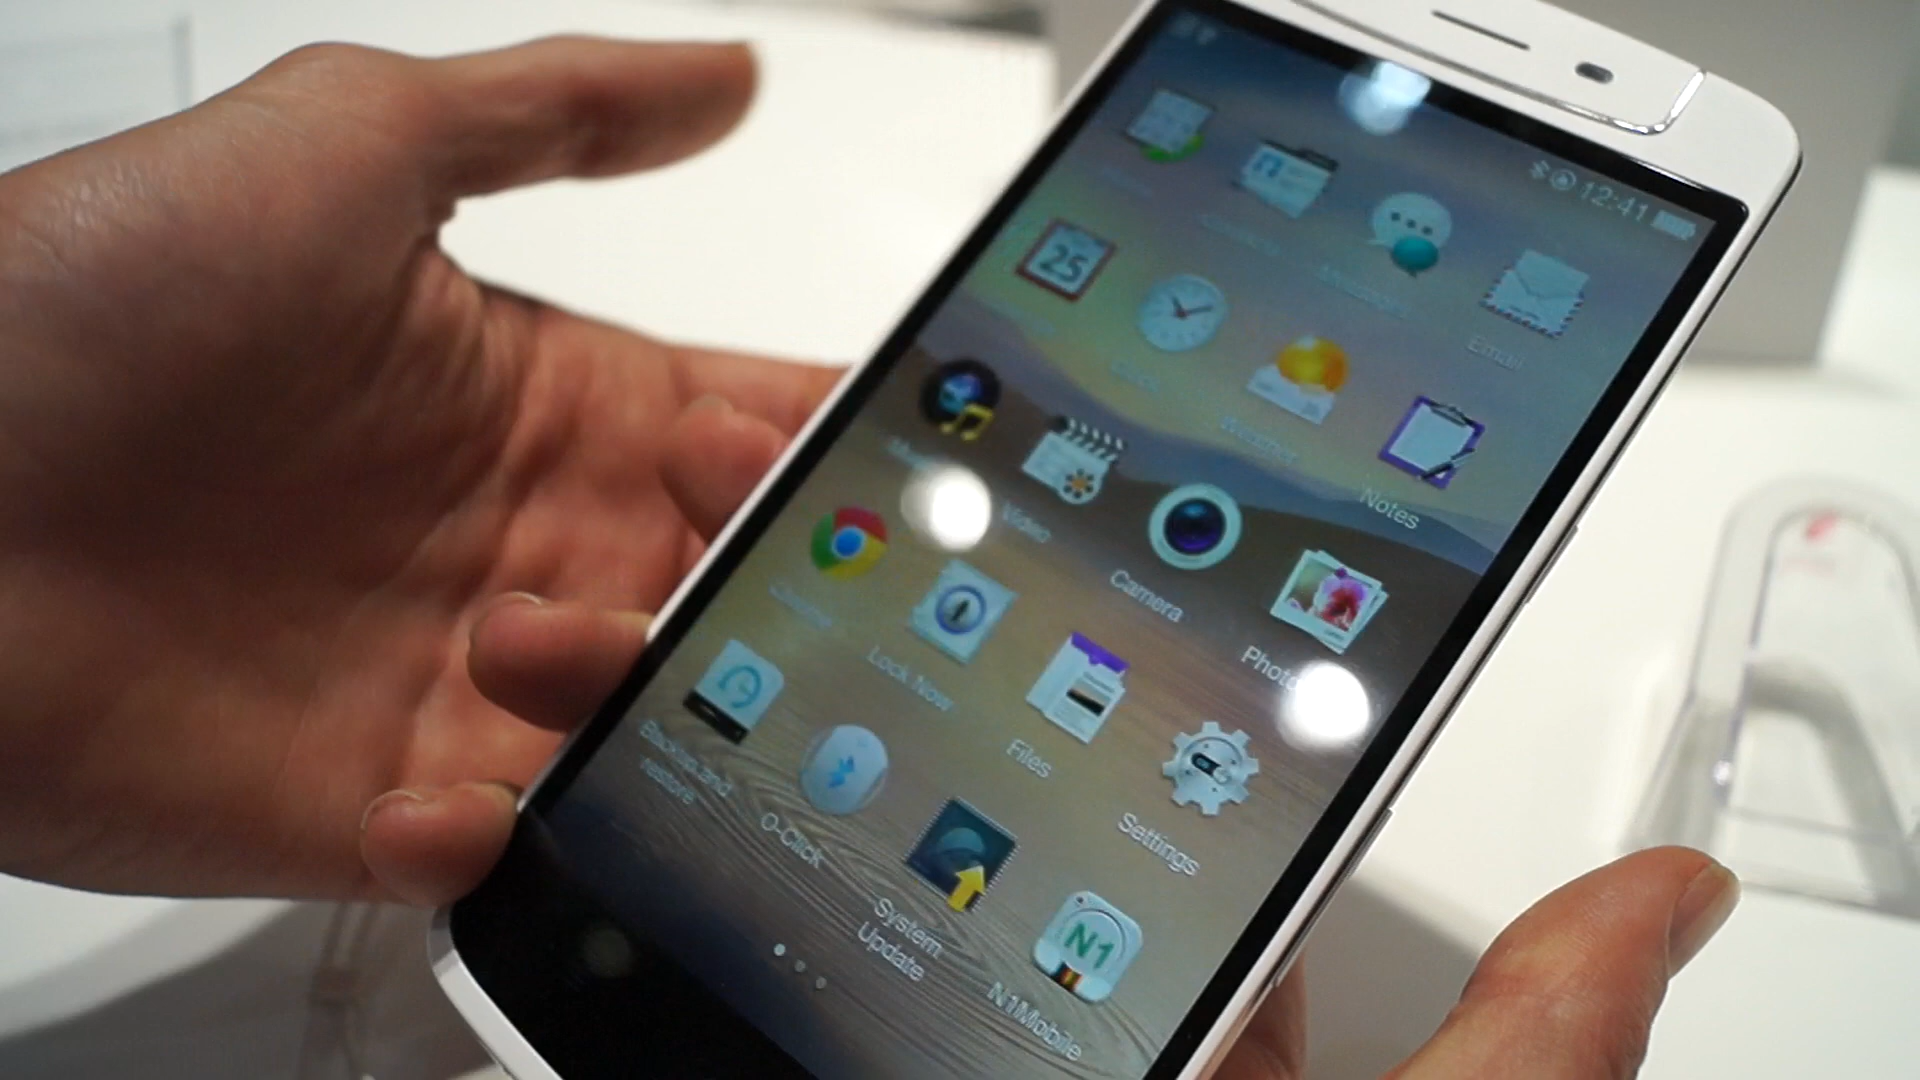 12:41
Email
25
Weather
Notes
Video
Camera
Photo
Lock Now
Files
Settings
Backup and
restore
O-Click
System
Update
N1
N1Mobile